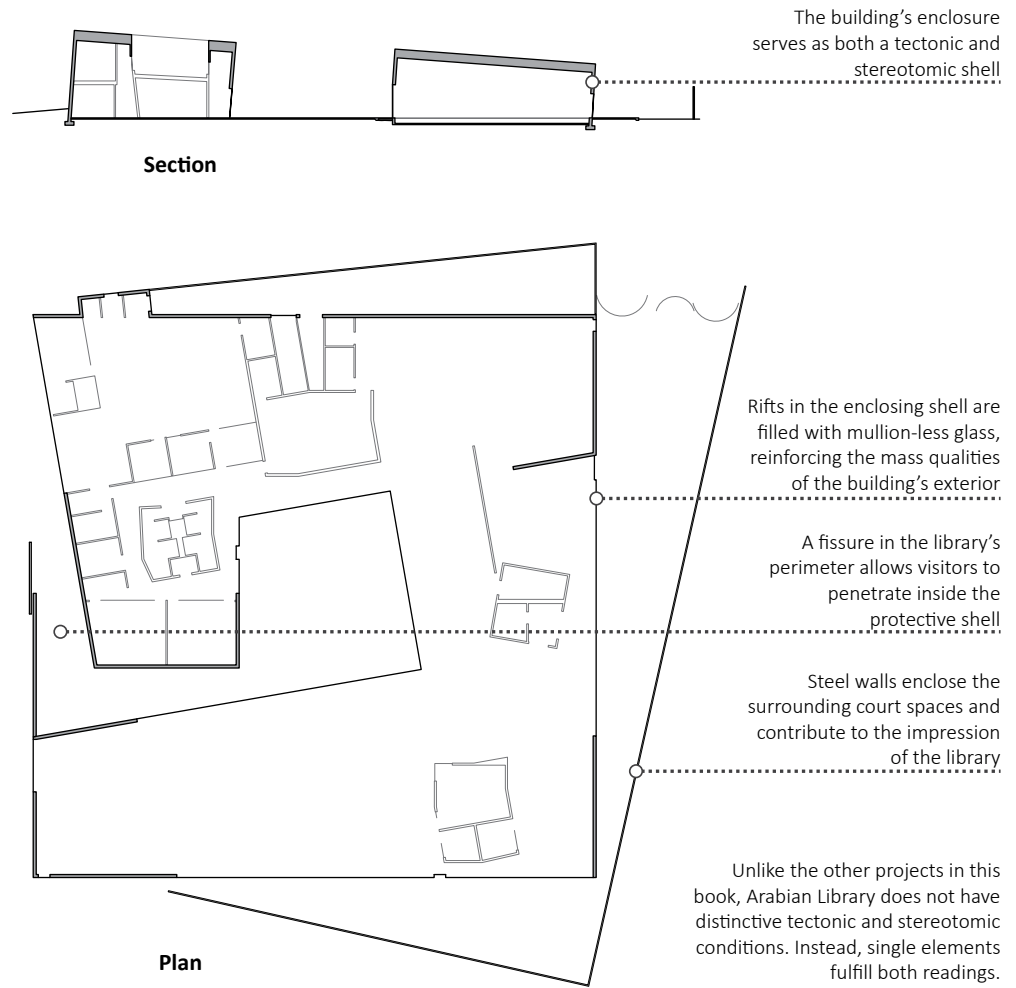 The building’s enclosure
serves as both a tectonic and
stereotomic shell
Section
Rifts in the enclosing shell are
filled with mullion-less glass,
reinforcing the mass qualities
of the building’s exterior
A fissure in the library’s
perimeter allows visitors to
penetrate inside the
protective shell
Steel walls enclose the
surrounding court spaces and
contribute to the impression
of the library
Unlike the other projects in this
book, Arabian Library does not have
distinctive tectonic and stereotomic
conditions. Instead, single elements
fulfill both readings.
Plan